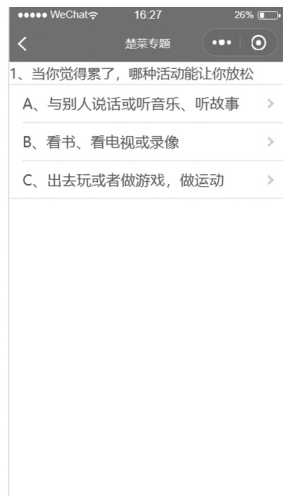 WeChat 16:27 26%
楚菜专题
1、当你觉得累了，哪种活动能让你放松
A、与别人说话或听音乐、听故事
B、看书、看电视或录像
C、出去玩或者做游戏，做运动